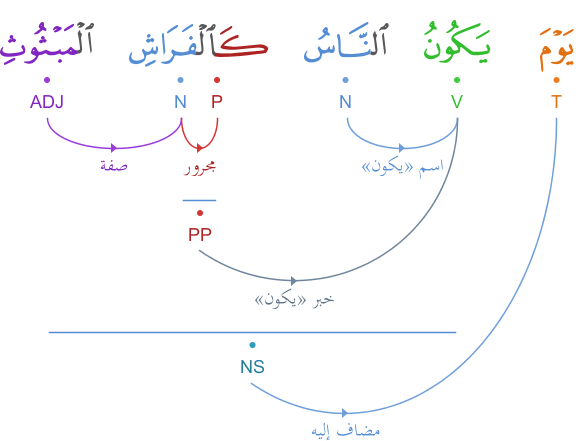 يَوْمَ يَكُونُ ٱلنَّاسُ كَٱلْفَرَاشِ ٱلْمَبْثُوثِ
T V N P N ADJ
اسم «يكون» مجرور صفة
PP
خبر «يكون»
NS
مضاف إليه